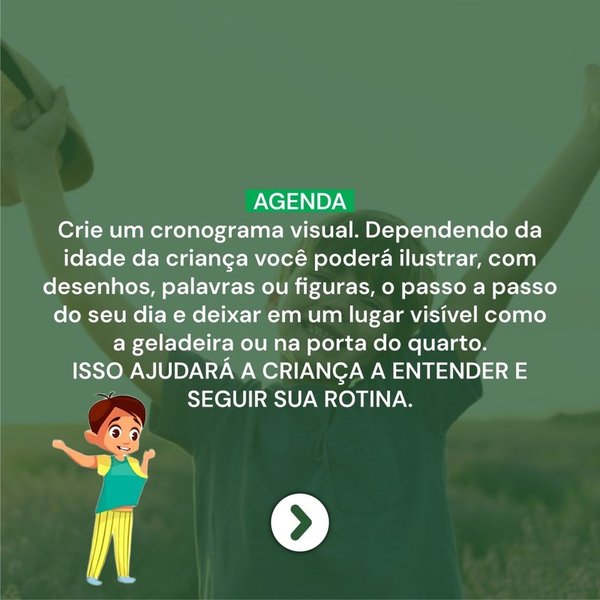 AGENDA
Crie um cronograma visual. Dependendo da
idade da criança você poderá ilustrar, com
desenhos, palavras ou figuras, o passo a passo
do seu dia e deixar em um lugar visível como
a geladeira ou na porta do quarto.
ISSO AJUDARÁ A CRIANÇA A ENTENDER E
SEGUIR SUA ROTINA.